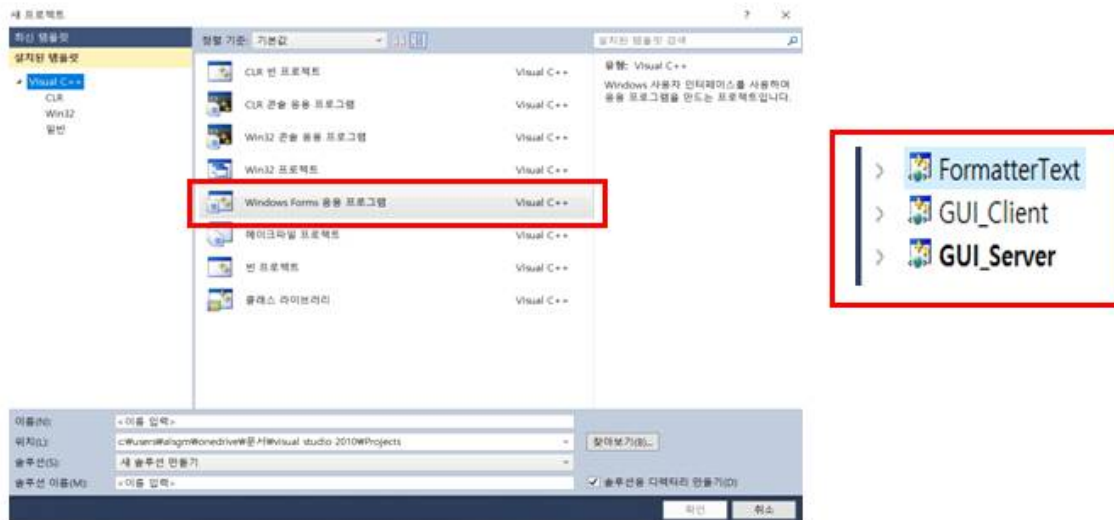 새 프로젝트
최신 템플릿
설치된 템플릿
Visual C++
CLR
Win32
일반
정렬 기준: 기본값
설치된 템플릿 검색
CLR 빈 프로젝트 Visual C++
CLR 콘솔 응용 프로그램 Visual C++
Win32 콘솔 응용 프로그램 Visual C++
Win32 프로젝트 Visual C++
Windows Forms 응용 프로그램 Visual C++
메이크파일 프로젝트 Visual C++
빈 프로젝트 Visual C++
클래스 라이브러리 Visual C++
유형: Visual C++
Windows 사용자 인터페이스를 사용하여
응용 프로그램을 만드는 프로젝트입니다.
이름(N): <이름 입력>
위치(L): c:₩users₩alsgm₩onedrive₩문서₩visual studio 2010₩Projects
찾아보기(B)...
솔루션(S): 새 솔루션 만들기
솔루션 이름(M): <이름 입력>
솔루션용 디렉터리 만들기(D)
확인 취소
FormatterText
GUI_Client
GUI_Server